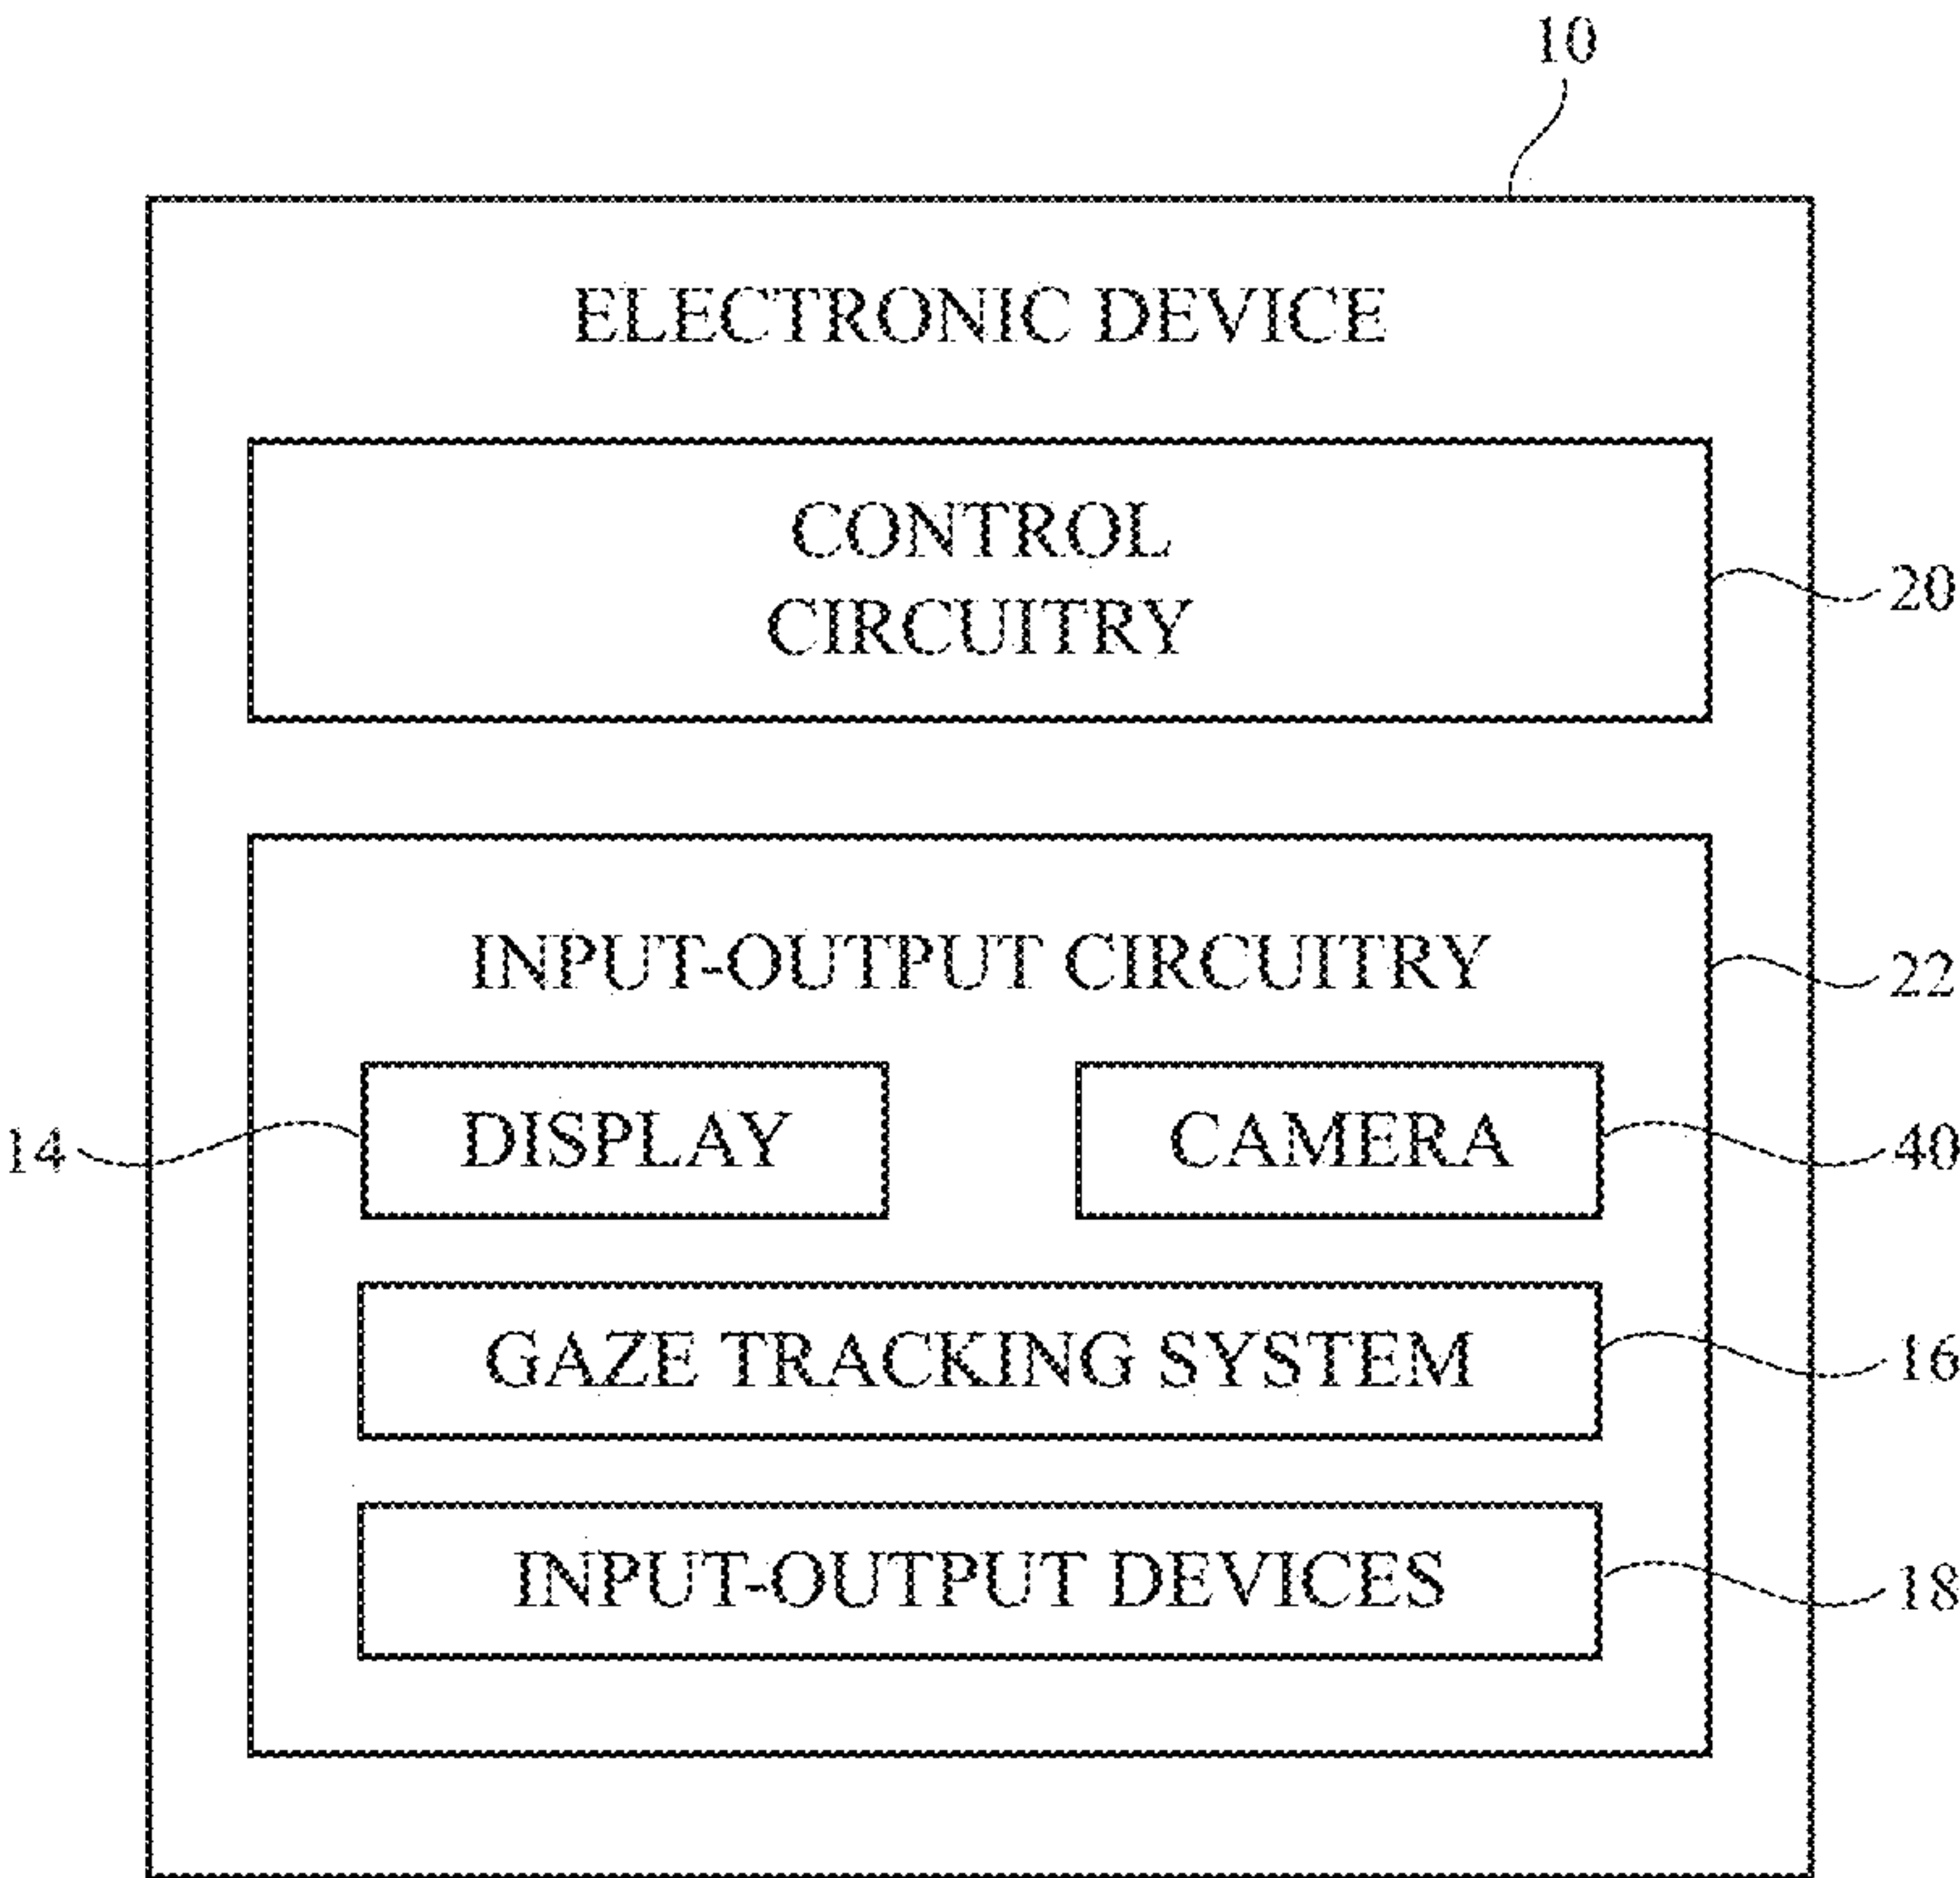 10
ELECTRONIC DEVICE
CONTROL
CIRCUITRY
20
INPUT-OUTPUT CIRCUITRY
22
14
DISPLAY
CAMERA
40
GAZE TRACKING SYSTEM
16
INPUT-OUTPUT DEVICES
18